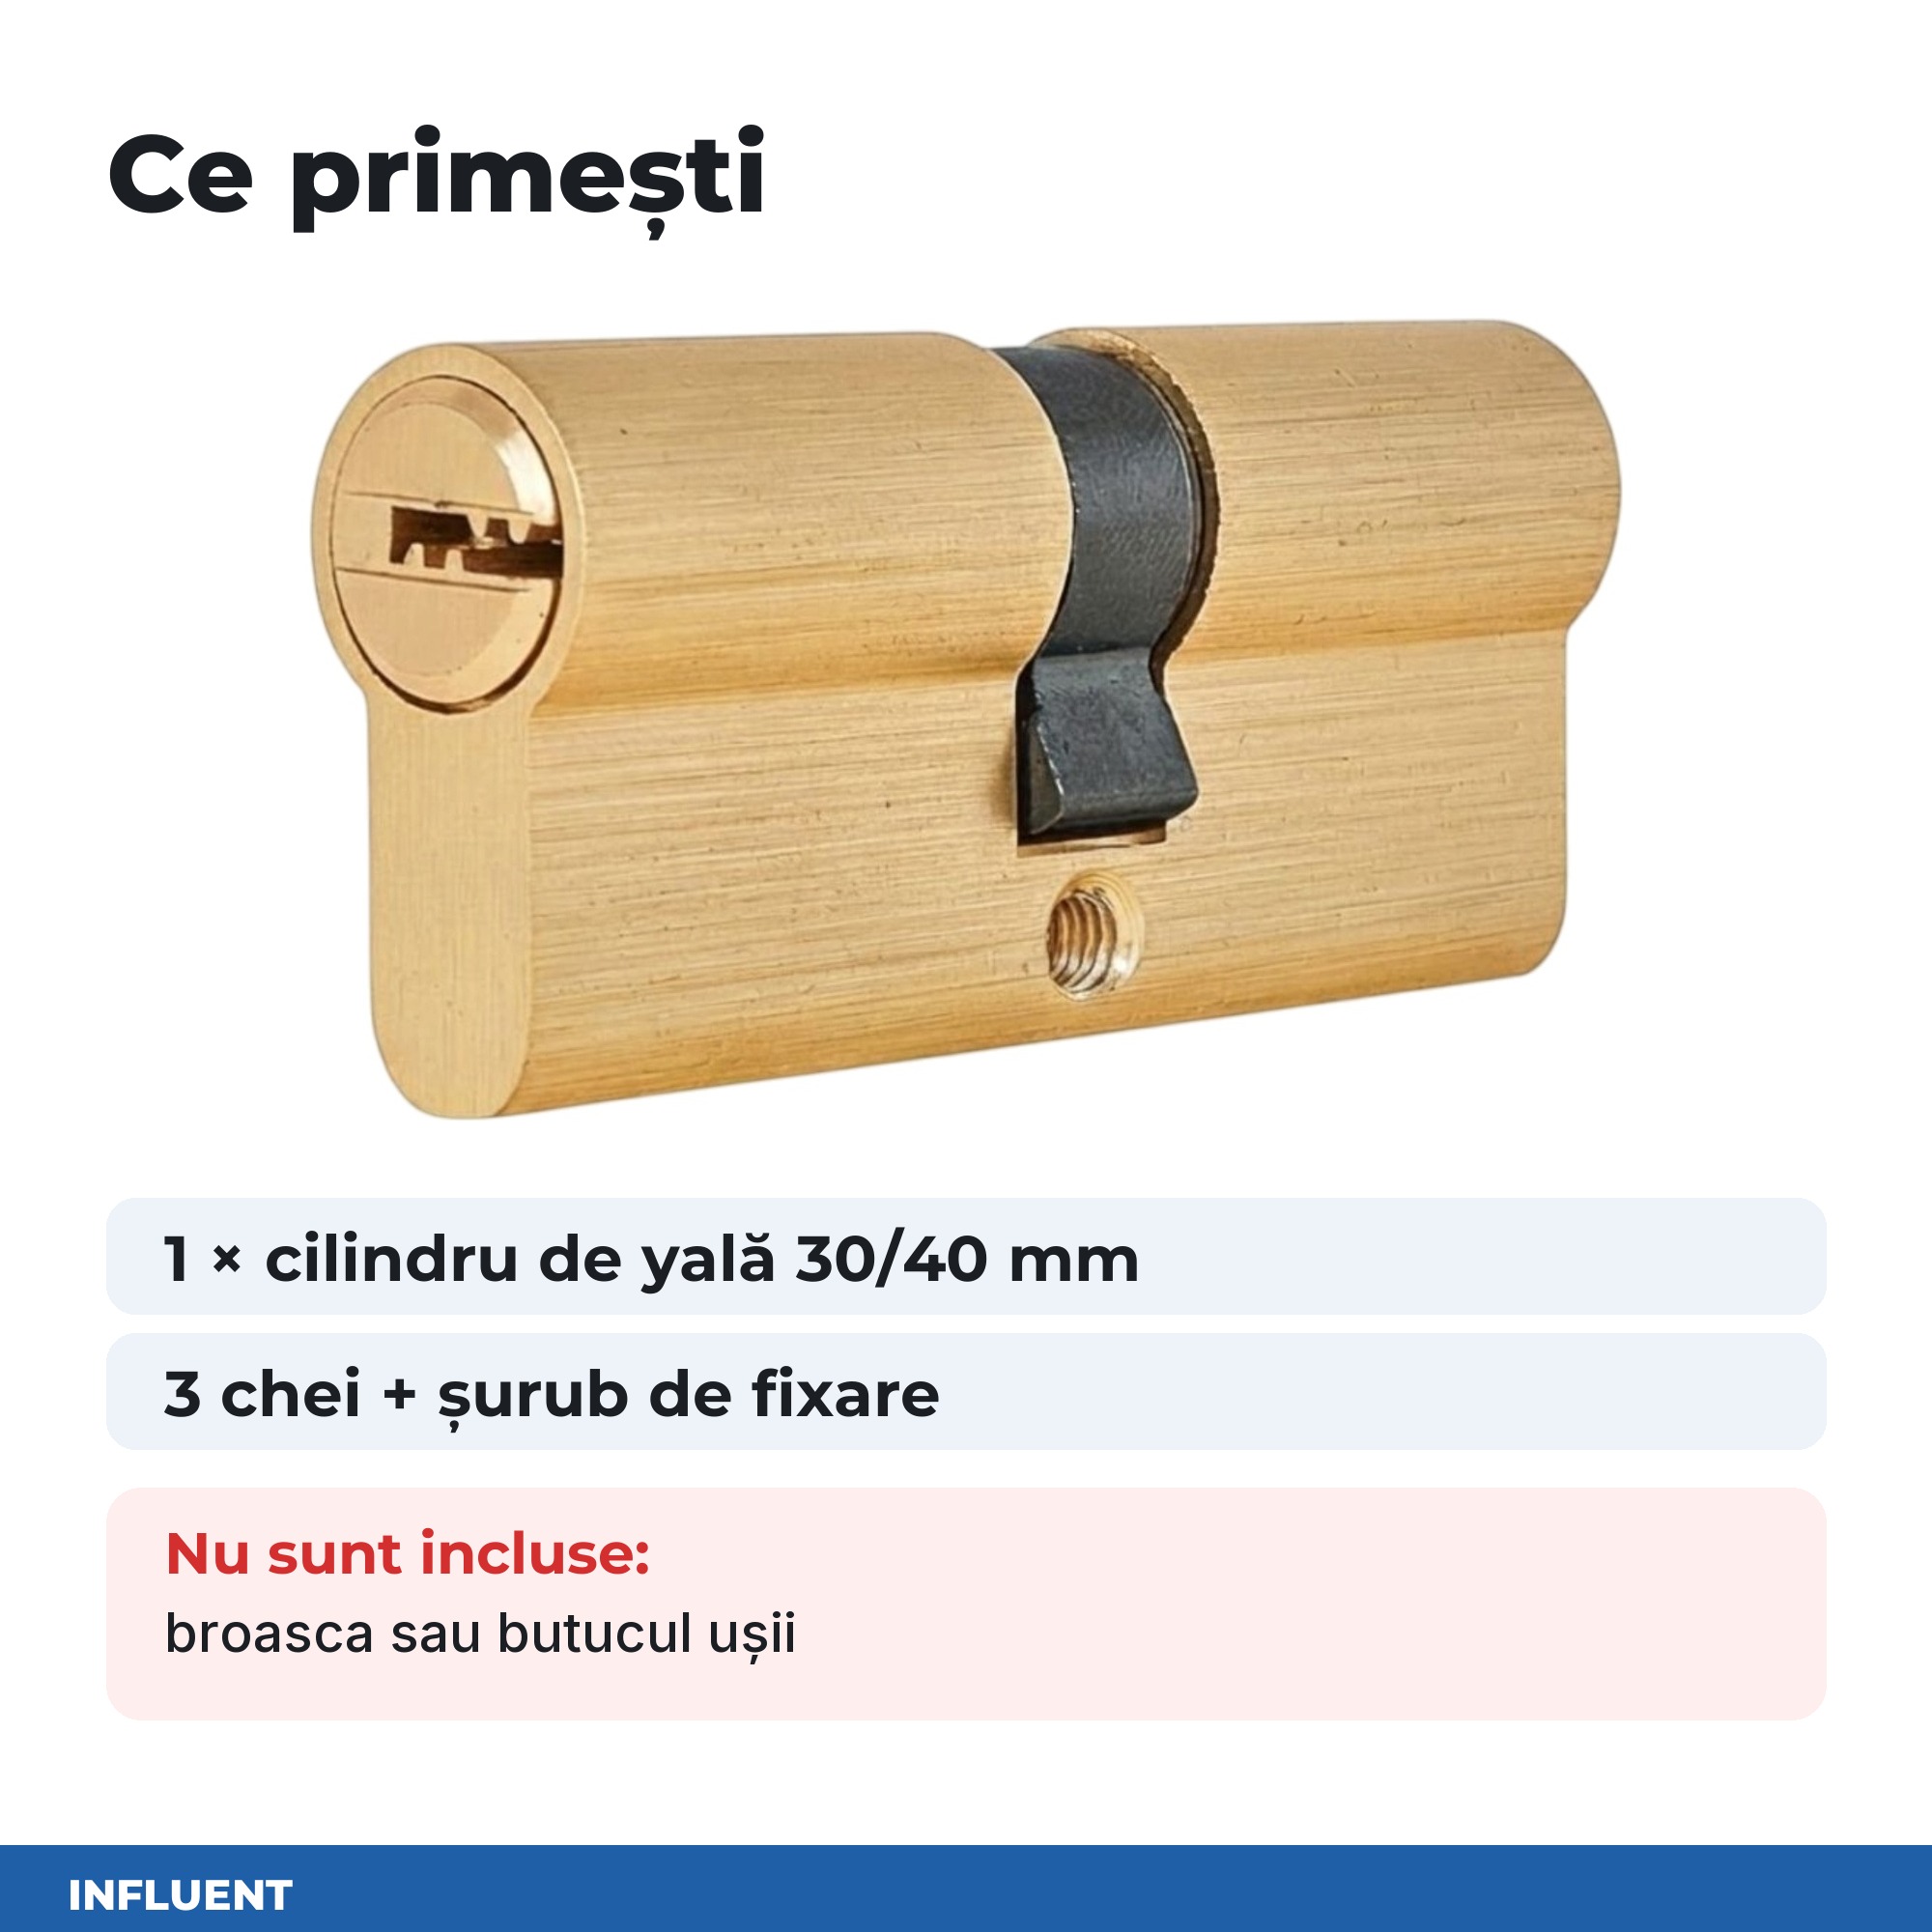 Ce primești
1 × cilindru de yală 30/40 mm
3 chei + șurub de fixare
Nu sunt incluse:
broasca sau butucul ușii
INFLUENT